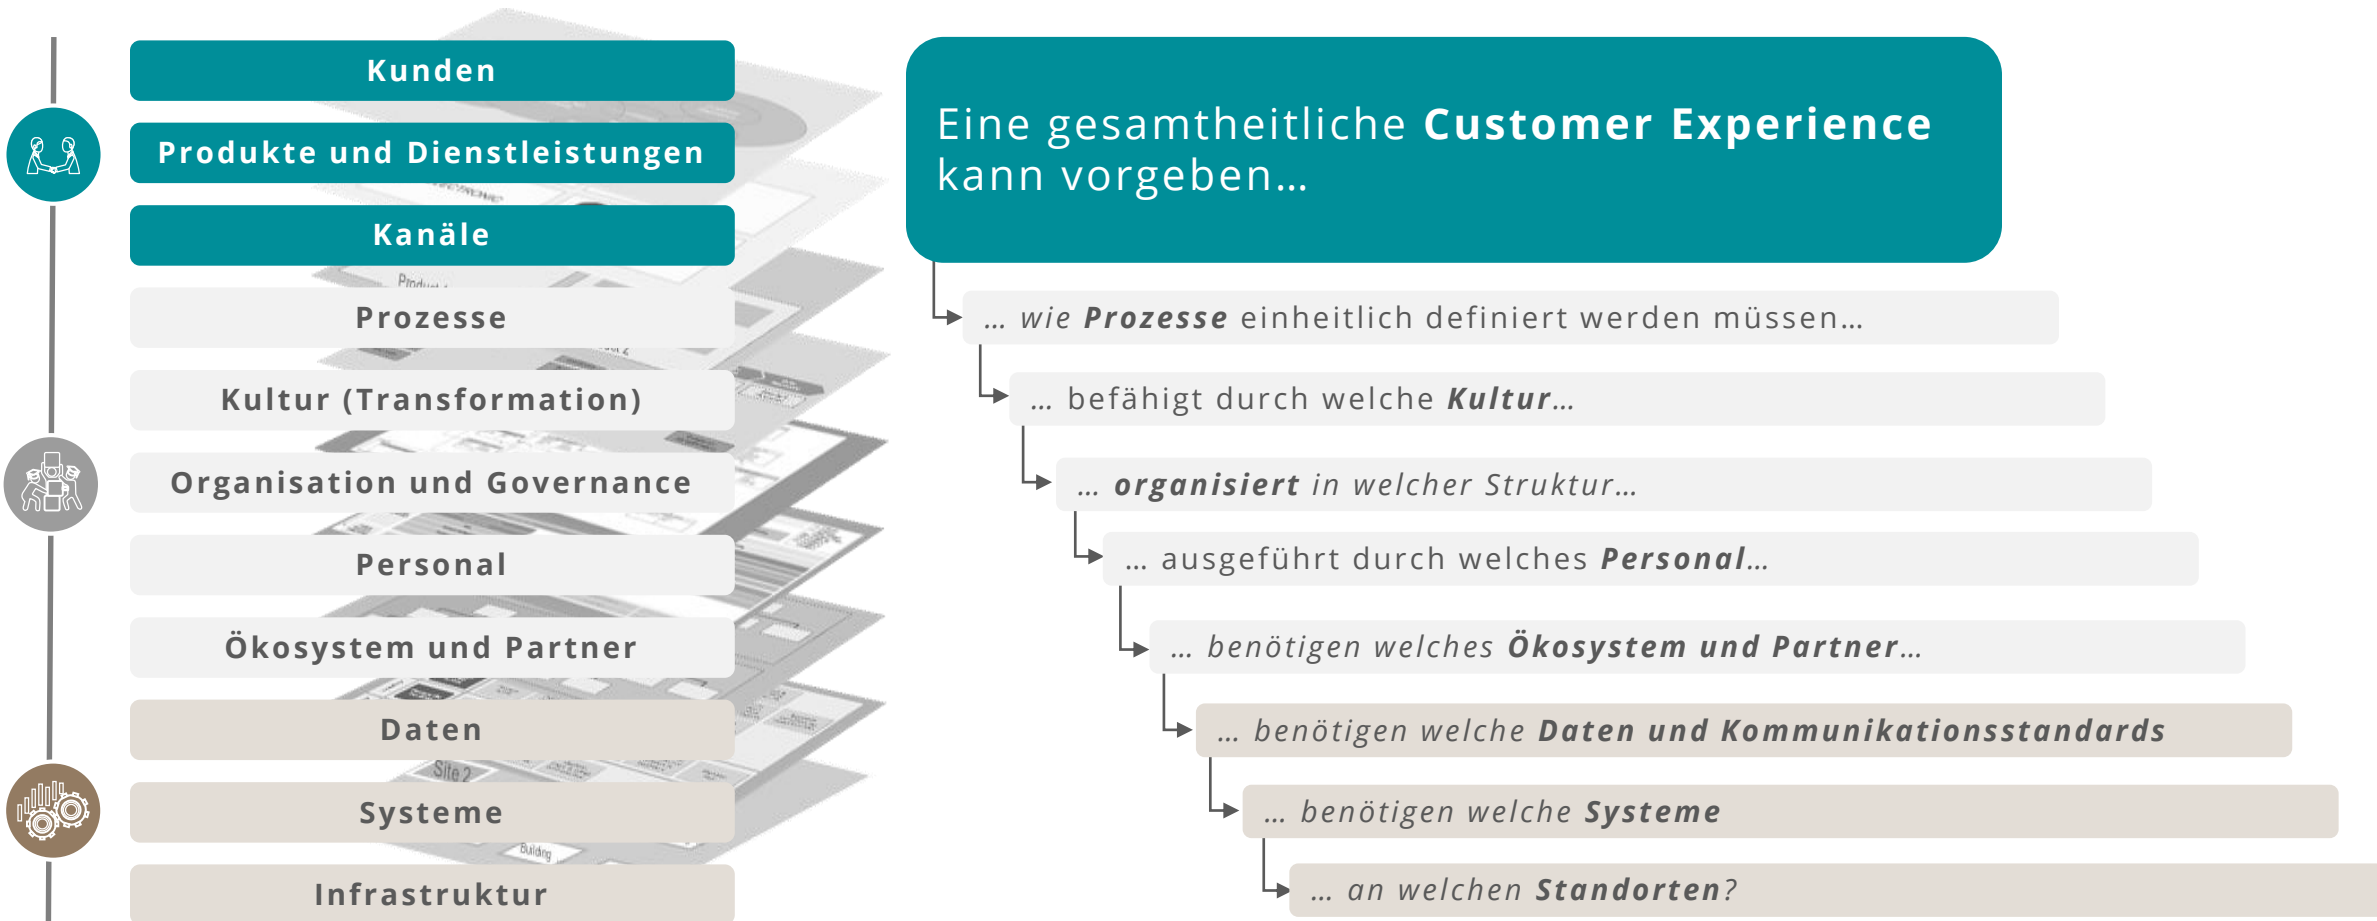 Kunden
Produkte und Dienstleistungen
Kanäle
Prozesse
Kultur (Transformation)
Organisation und Governance
Personal
Ökosystem und Partner
Daten
Systeme
Infrastruktur
Site 2
Building
Eine gesamtheitliche Customer Experience
kann vorgeben...
... wie Prozesse einheitlich definiert werden müssen...
... befähigt durch welche Kultur...
... organisiert in welcher Struktur...
... ausgeführt durch welches Personal...
... benötigen welches Ökosystem und Partner...
... benötigen welche Daten und Kommunikationsstandards
... benötigen welche Systeme
... an welchen Standorten?